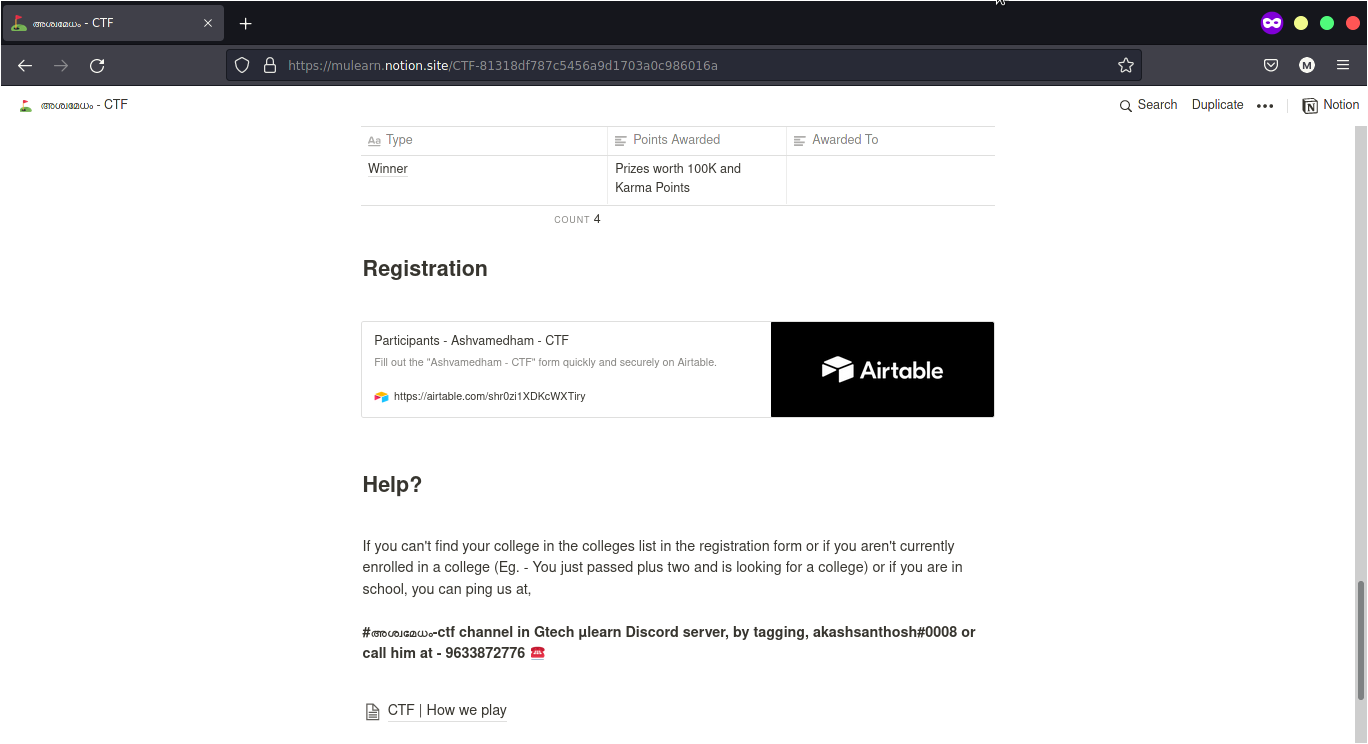 അശ്വമേധം - CTF
https://mulearn.notion.site/CTF-81318df787c5456a9d1703a0c986016a
M
അശ്വമേധം - CTF
Search Duplicate Notion
Aa Type Points Awarded Awarded To
Winner Prizes worth 100K and
Karma Points
COUNT 4
Registration
Participants - Ashvamedham - CTF
Fill out the "Ashvamedham - CTF" form quickly and securely on Airtable.
https://airtable.com/shr0zi1XDKcWXTiry
Airtable
Help?
If you can't find your college in the colleges list in the registration form or if you aren't currently
enrolled in a college (Eg. - You just passed plus two and is looking for a college) or if you are in
school, you can ping us at,
#അശ്വമേധം-ctf channel in Gtech µlearn Discord server, by tagging, akashsanthosh#0008 or
call him at - 9633872776 ☎️
CTF | How we play